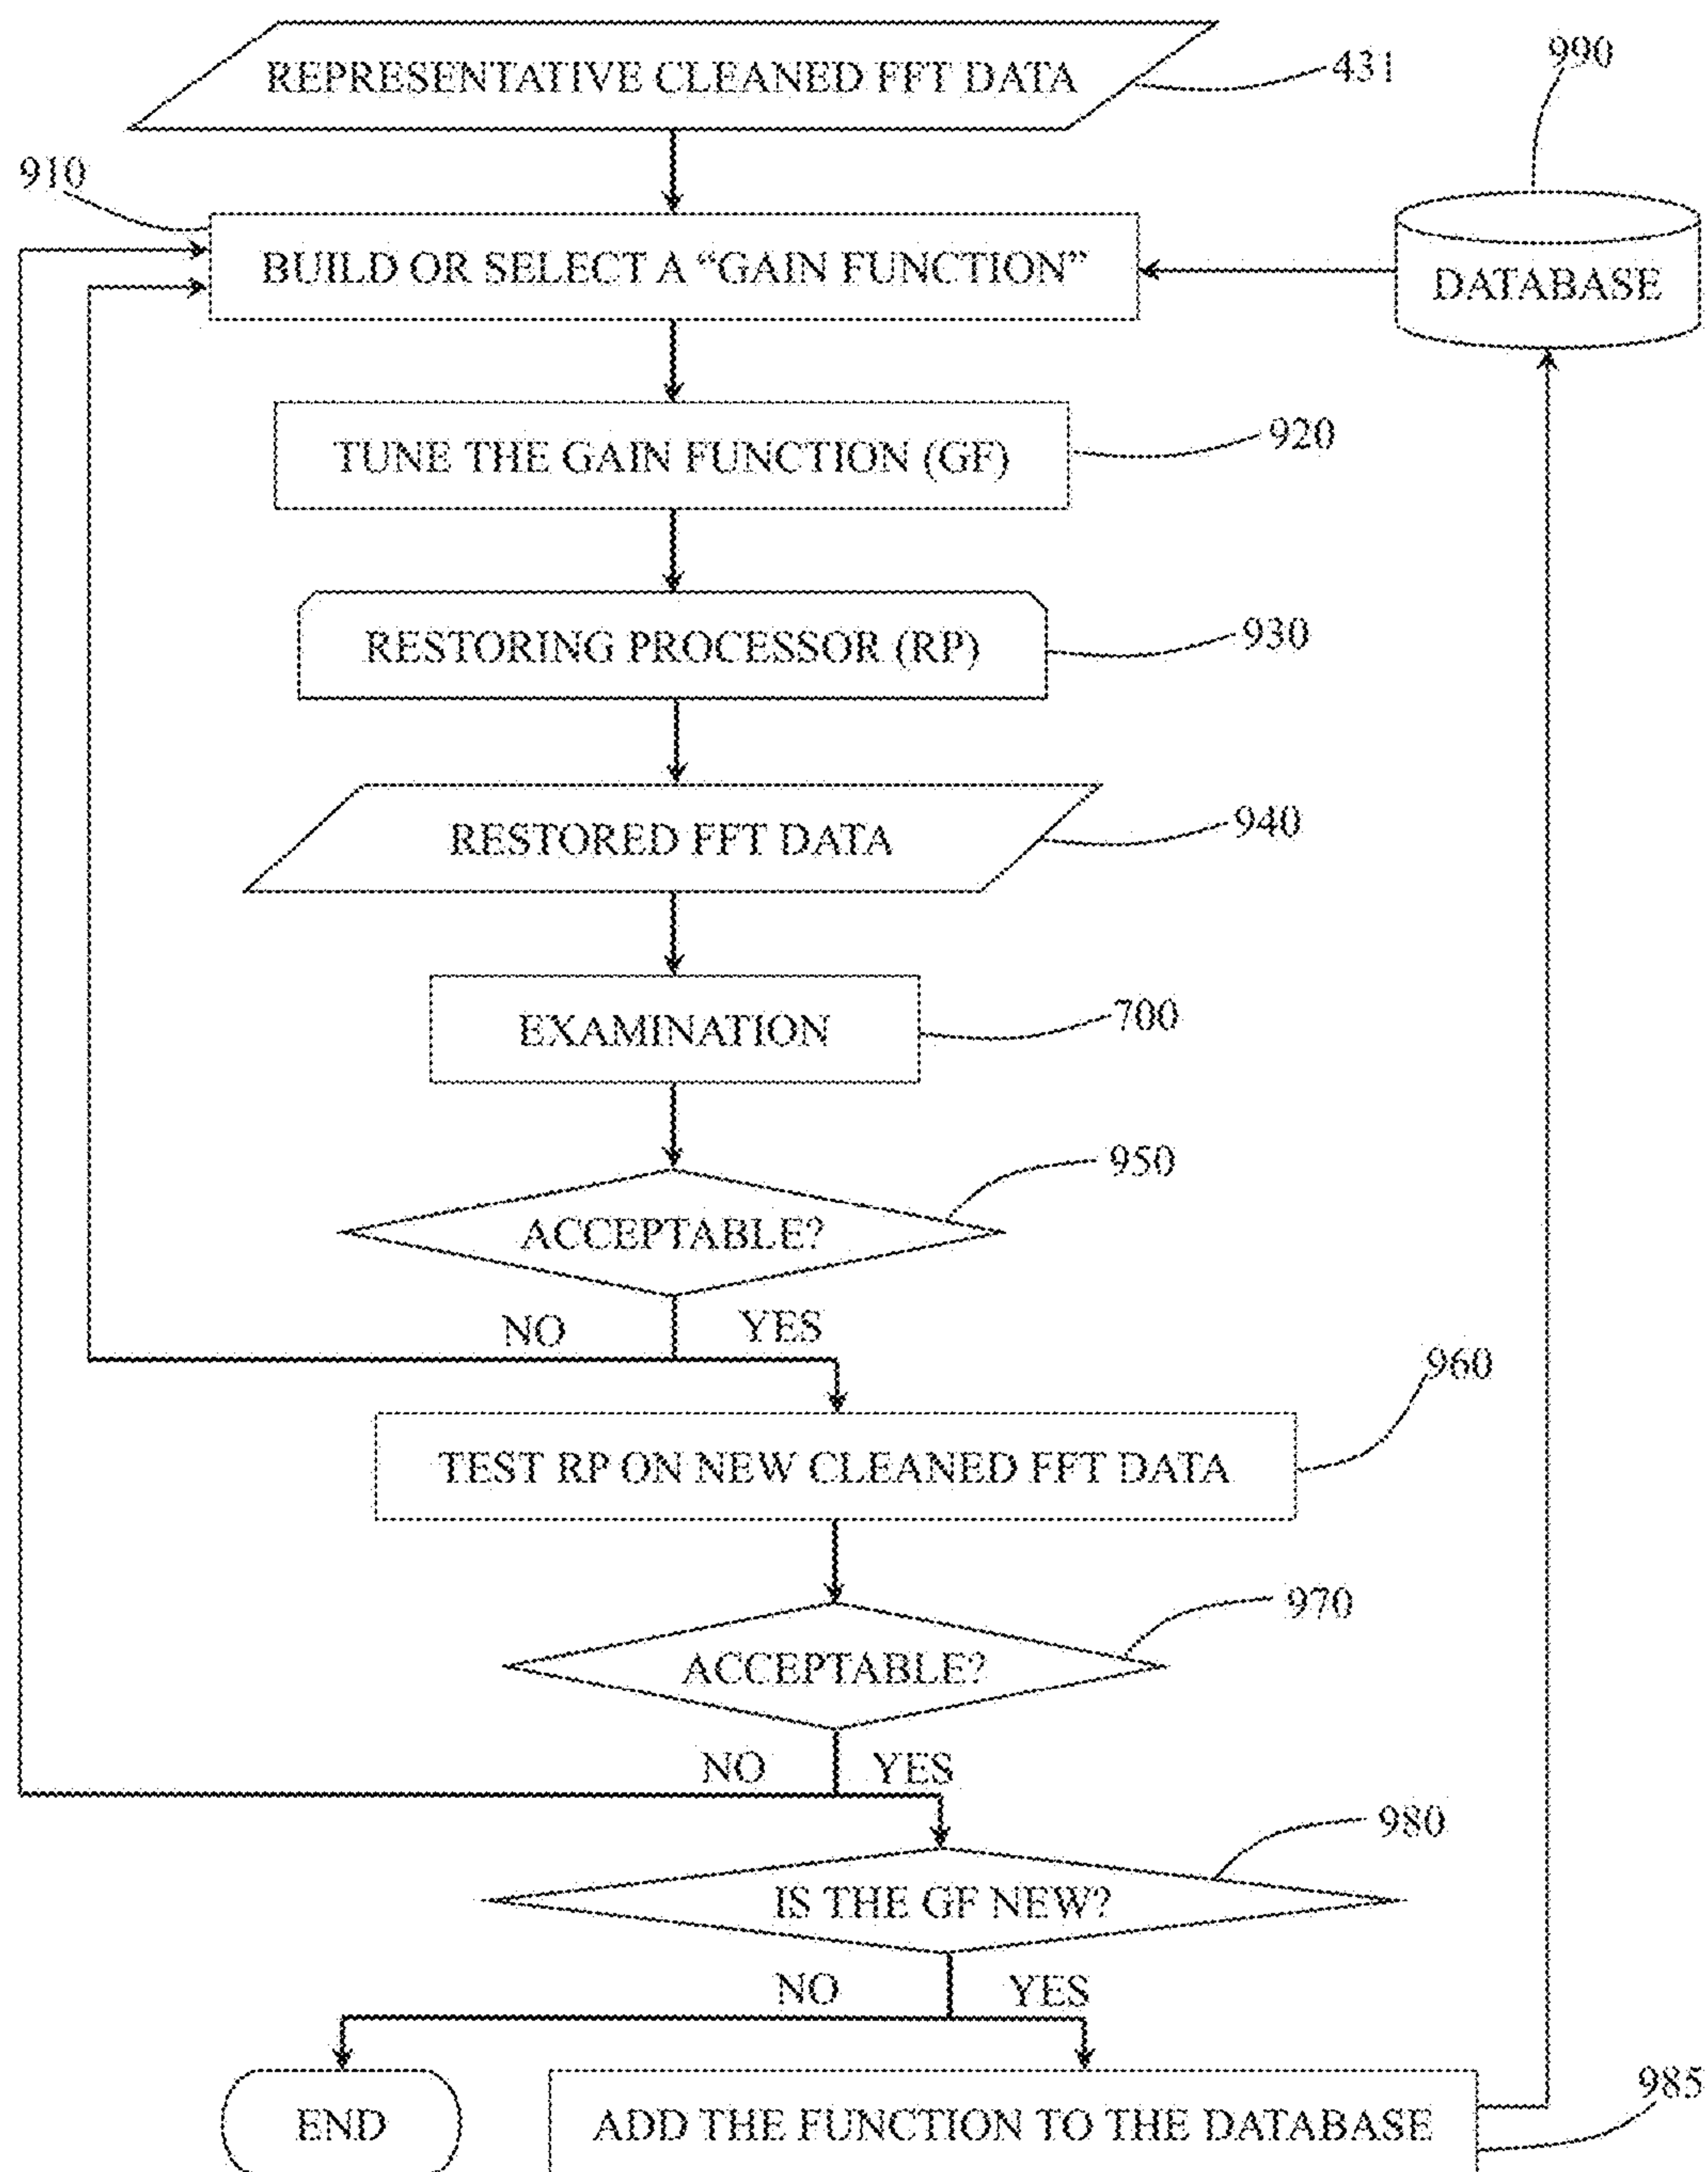 REPRESENTATIVE CLEANED FFT DATA
431
990
910
BUILD OR SELECT A “GAIN FUNCTION”
DATABASE
TUNE THE GAIN FUNCTION (GF)
920
RESTORING PROCESSOR (RP)
930
RESTORED FFT DATA
940
EXAMINATION
700
950
ACCEPTABLE?
NO YES
960
TEST RP ON NEW CLEANED FFT DATA
970
ACCEPTABLE?
NO YES
980
IS THE GF NEW?
NO YES
985
END
ADD THE FUNCTION TO THE DATABASE